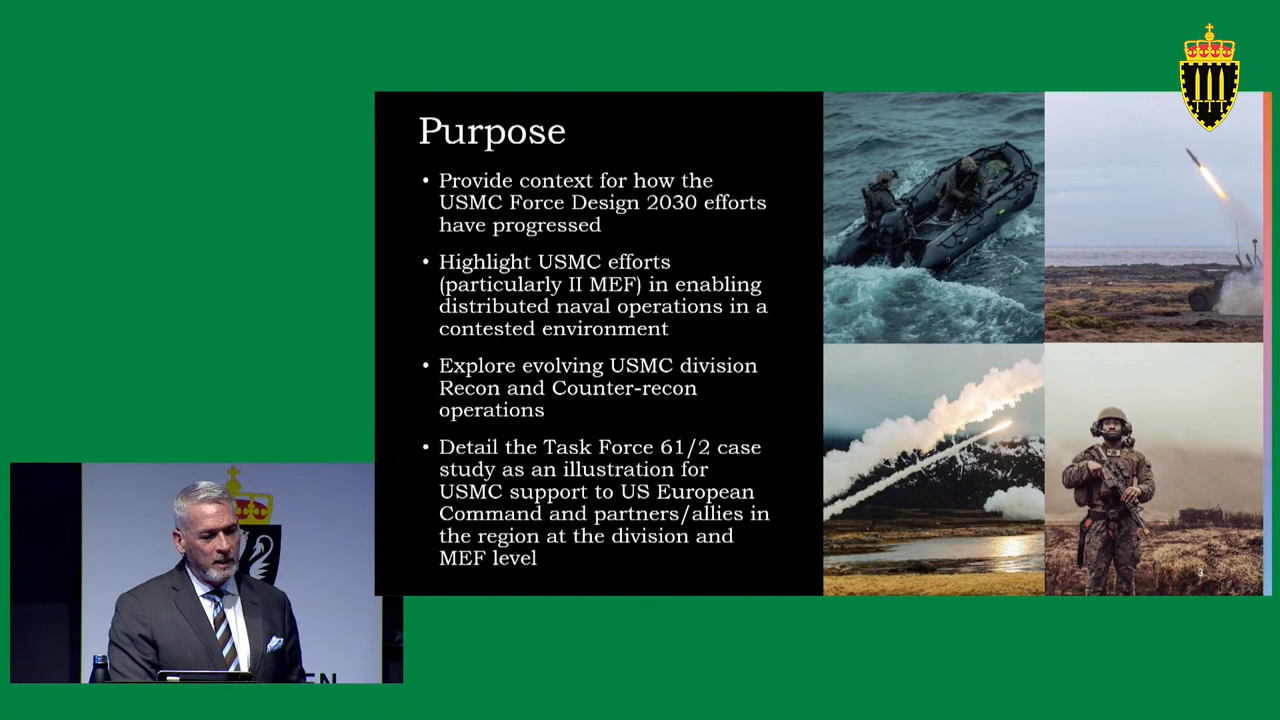 Purpose
• Provide context for how the
USMC Force Design 2030 efforts
have progressed
• Highlight USMC efforts
(particularly II MEF) in enabling
distributed naval operations in a
contested environment
• Explore evolving USMC division
Recon and Counter-recon
operations
• Detail the Task Force 61/2 case
study as an illustration for
USMC support to US European
Command and partners/allies in
the region at the division and
MEF level
3
EN